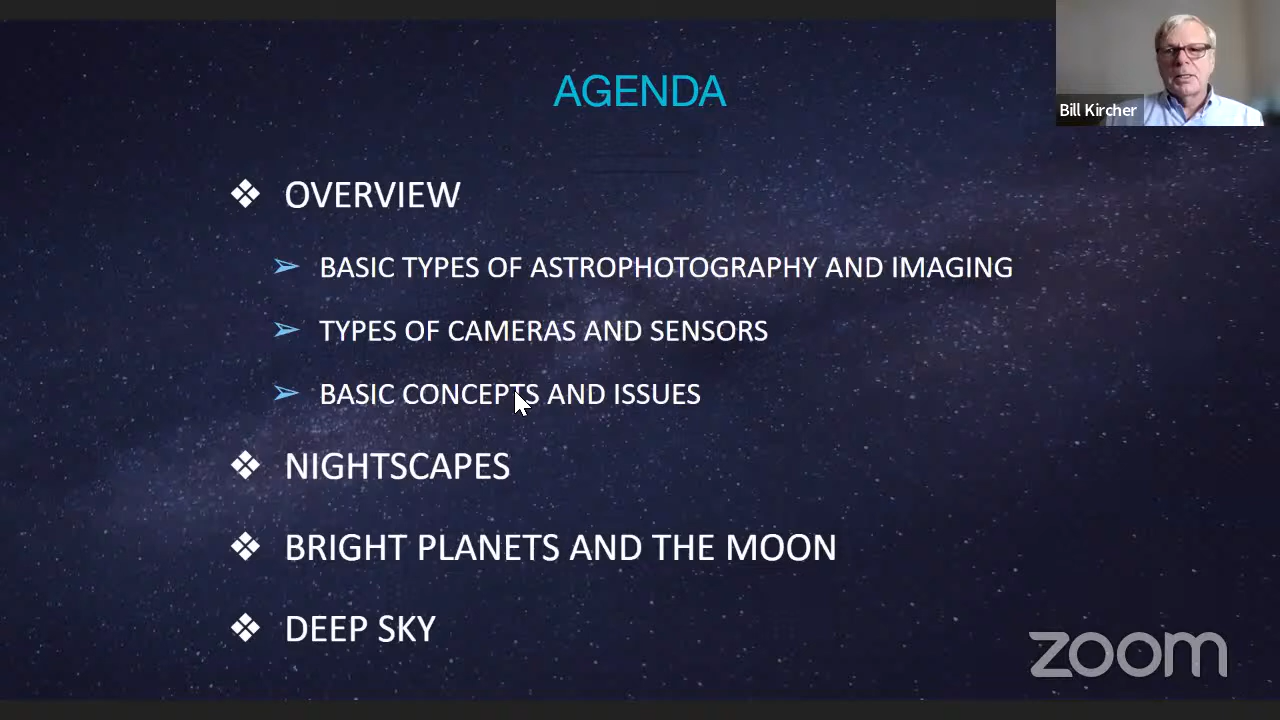 AGENDA
Bill Kircher
❖ OVERVIEW
➢ BASIC TYPES OF ASTROPHOTOGRAPHY AND IMAGING
➢ TYPES OF CAMERAS AND SENSORS
➢ BASIC CONCEPTS AND ISSUES
❖ NIGHTSCAPES
❖ BRIGHT PLANETS AND THE MOON
❖ DEEP SKY
zoom